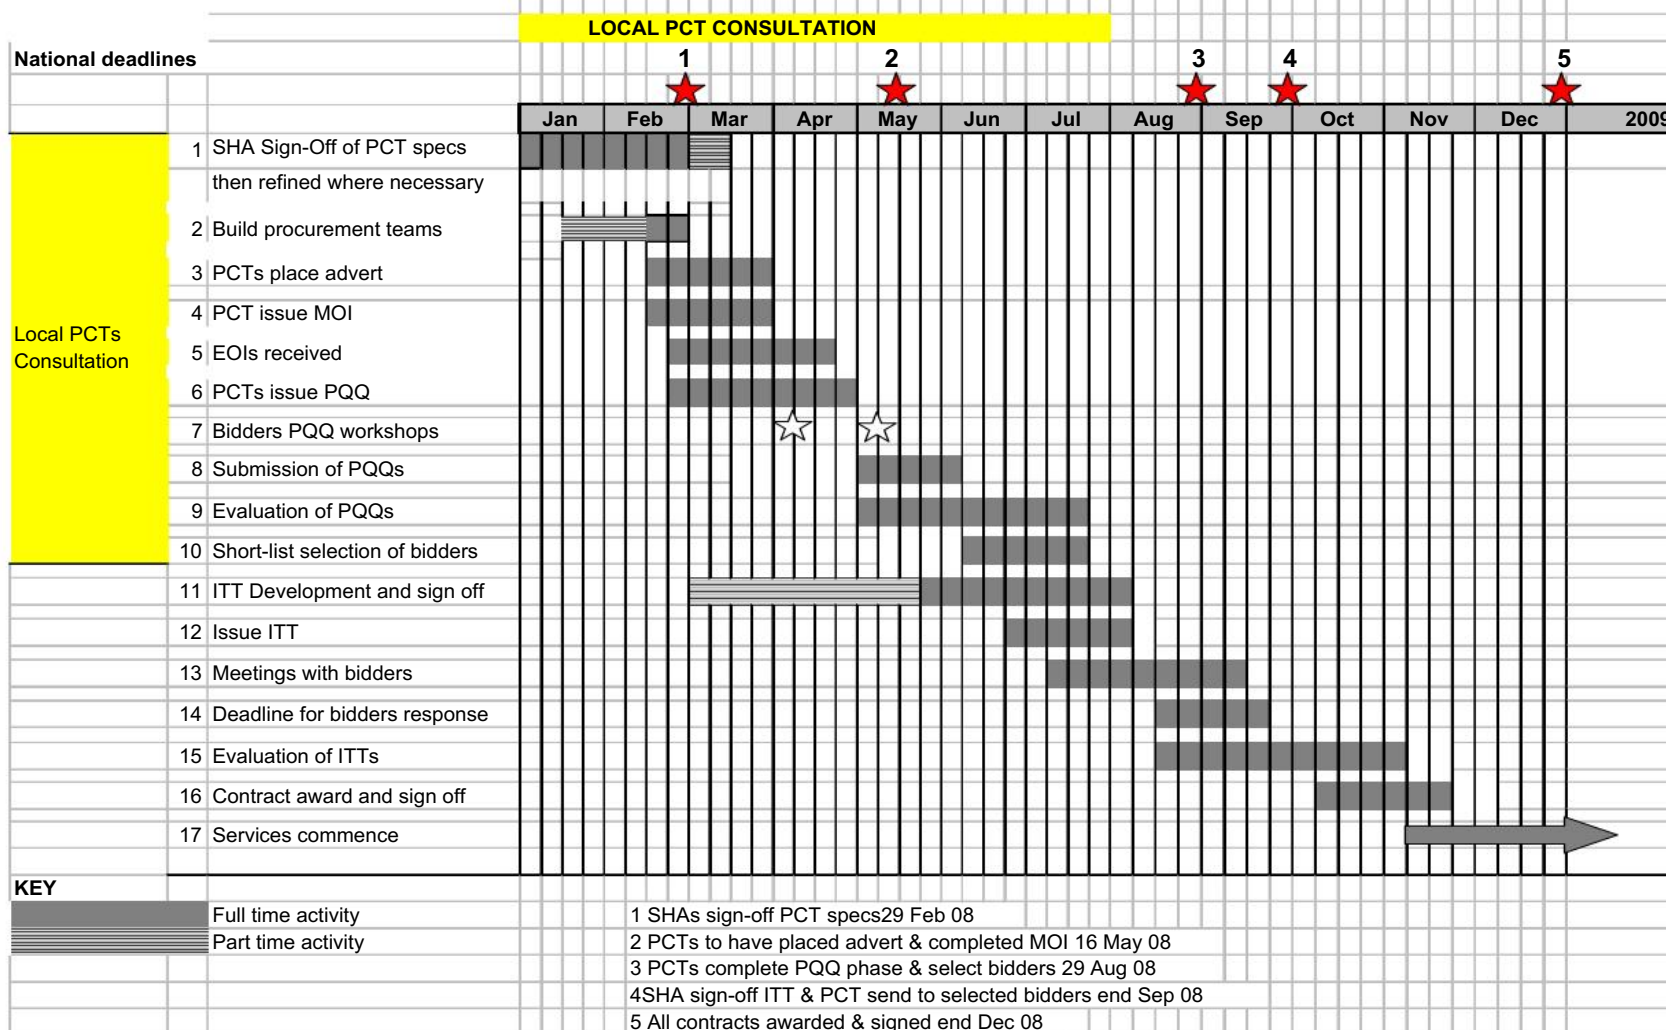 LOCAL PCT CONSULTATION
National deadlines
1 2 3 4 5
Jan Feb Mar Apr May Jun Jul Aug Sep Oct Nov Dec 2009
1 SHA Sign-Off of PCT specs
then refined where necessary
2 Build procurement teams
3 PCTs place advert
4 PCT issue MOI
Local PCTs
Consultation
5 EOIs received
6 PCTs issue PQQ
7 Bidders PQQ workshops
8 Submission of PQQs
9 Evaluation of PQQs
10 Short-list selection of bidders
11 ITT Development and sign off
12 Issue ITT
13 Meetings with bidders
14 Deadline for bidders response
15 Evaluation of ITTs
16 Contract award and sign off
17 Services commence
KEY
Full time activity
Part time activity
1 SHAs sign-off PCT specs29 Feb 08
2 PCTs to have placed advert & completed MOI 16 May 08
3 PCTs complete PQQ phase & select bidders 29 Aug 08
4SHA sign-off ITT & PCT send to selected bidders end Sep 08
5 All contracts awarded & signed end Dec 08